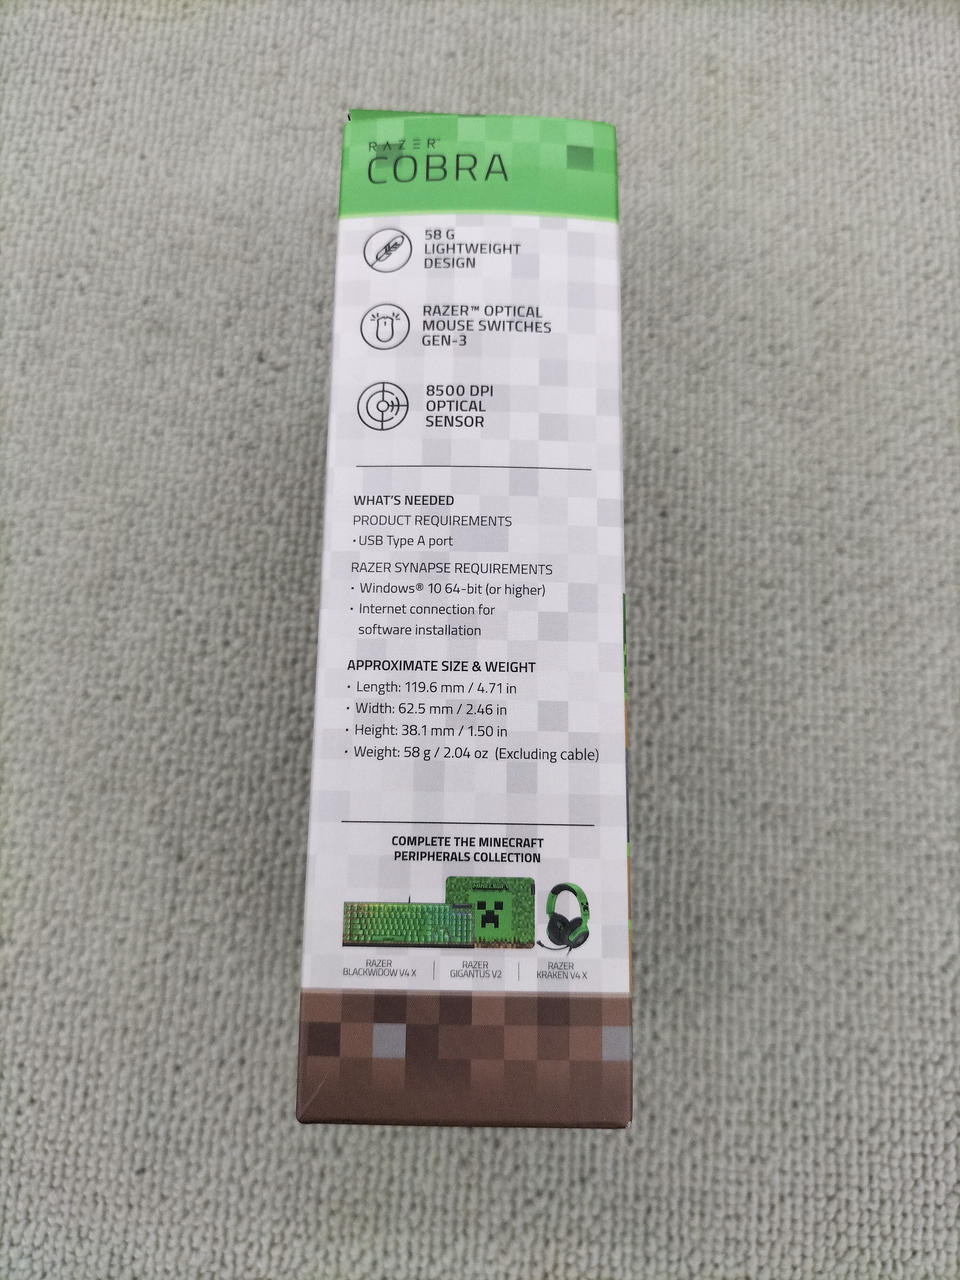 RAZER™
COBRA
58 G
LIGHTWEIGHT
DESIGN
RAZER™ OPTICAL
MOUSE SWITCHES
GEN-3
8500 DPI
OPTICAL
SENSOR
WHAT'S NEEDED
PRODUCT REQUIREMENTS
• USB Type A port
RAZER SYNAPSE REQUIREMENTS
• Windows® 10 64-bit (or higher)
• Internet connection for
software installation
APPROXIMATE SIZE & WEIGHT
• Length: 119.6 mm / 4.71 in
• Width: 62.5 mm / 2.46 in
• Height: 38.1 mm / 1.50 in
• Weight: 58 g / 2.04 oz (Excluding cable)
COMPLETE THE MINECRAFT
PERIPHERALS COLLECTION
MINECRAFT
RAZER
BLACKWIDOW V4 X
RAZER
GIGANTUS V2
RAZER
KRAKEN V4 X